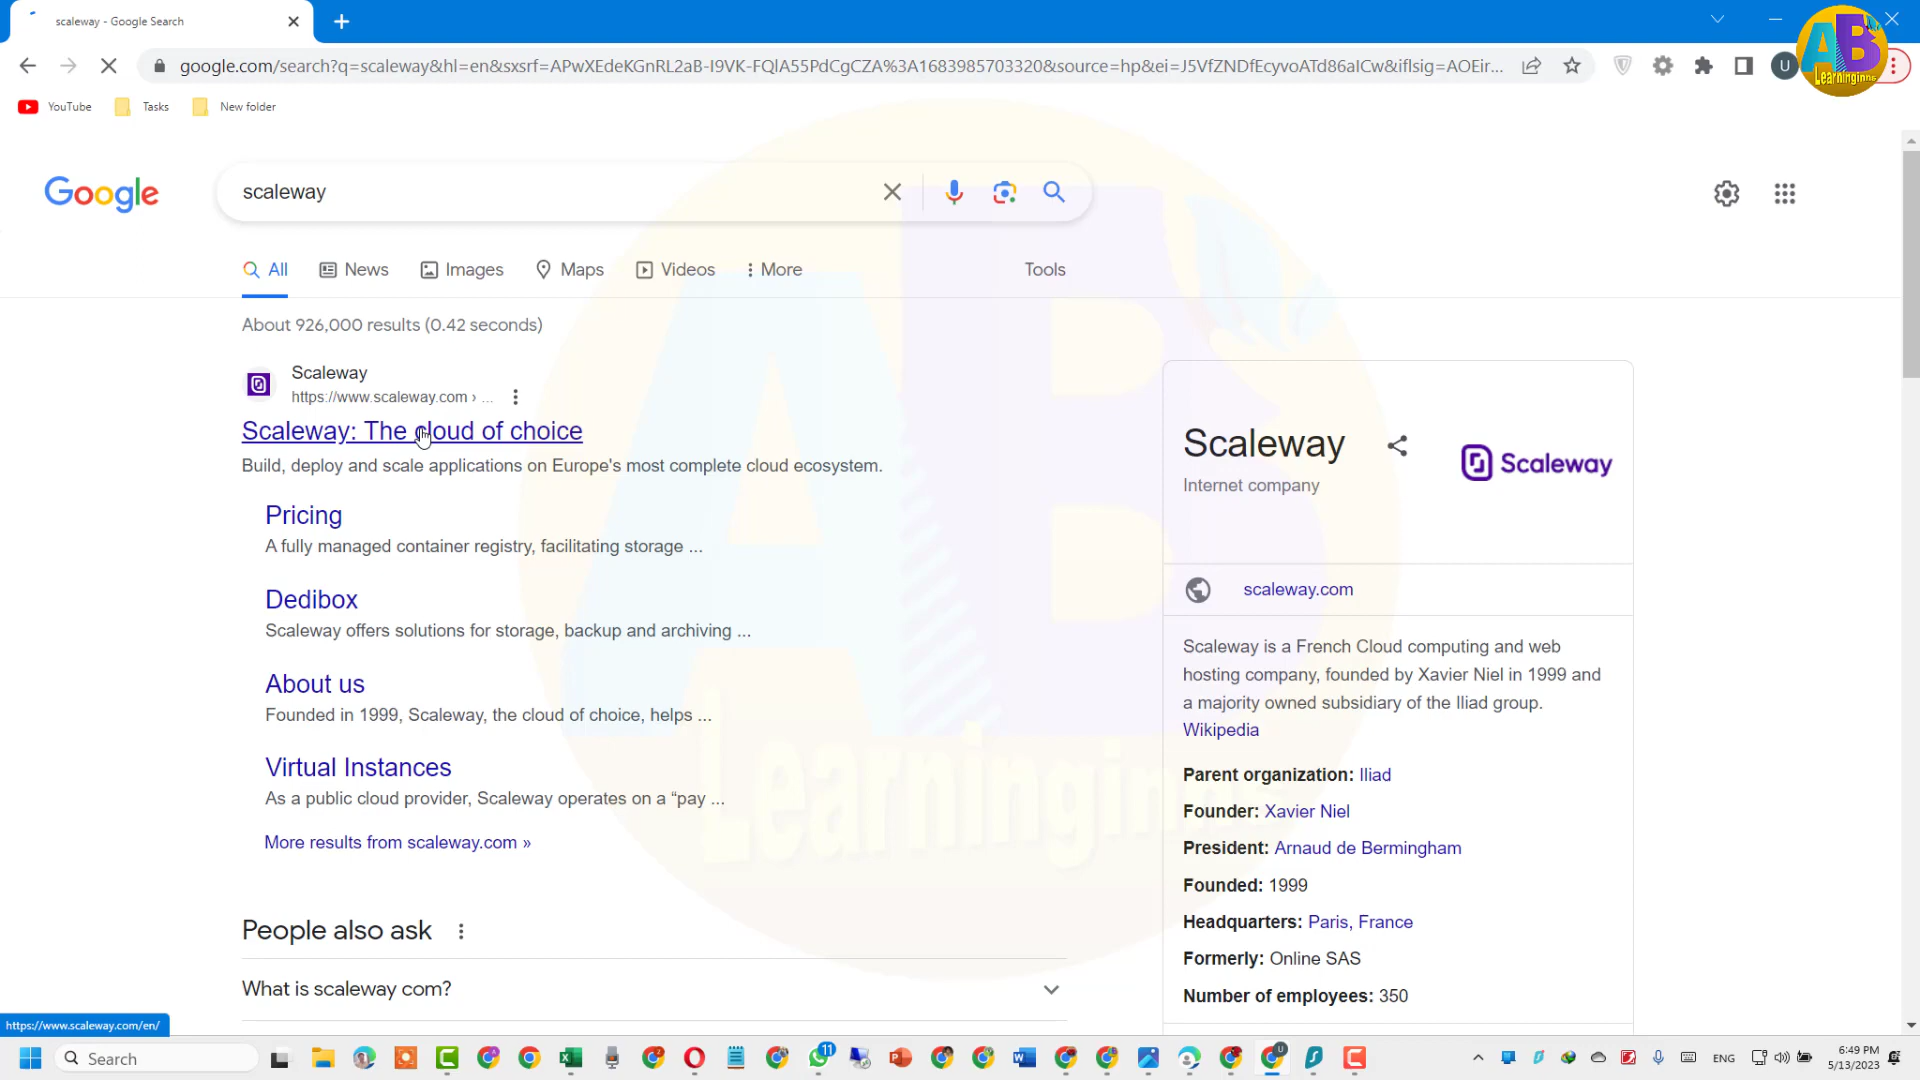 scaleway - Google Search
google.com/search?q=scaleway&hl=en&sxsrf=APwXEdeKGnRL2aB-I9VK-FQlA55PdCgCZA%3A1683985703320&source=hp&ei=J5VfZNDfEcyvoATd86aICw&iflsig=AOEir...
U
YouTube
Tasks
New folder
AB
Learninginns
Google
scaleway
All
News
Images
Maps
Videos
More
Tools
About 926,000 results (0.42 seconds)
Scaleway
https://www.scaleway.com › ...
Scaleway: The cloud of choice
Build, deploy and scale applications on Europe's most complete cloud ecosystem.
Pricing
A fully managed container registry, facilitating storage ...
Dedibox
Scaleway offers solutions for storage, backup and archiving ...
About us
Founded in 1999, Scaleway, the cloud of choice, helps ...
Virtual Instances
As a public cloud provider, Scaleway operates on a “pay ...
More results from scaleway.com »
People also ask
What is scaleway com?
Scaleway
Internet company
Scaleway
scaleway.com
Scaleway is a French Cloud computing and web
hosting company, founded by Xavier Niel in 1999 and
a majority owned subsidiary of the Iliad group.
Wikipedia
Parent organization: Iliad
Founder: Xavier Niel
President: Arnaud de Bermingham
Founded: 1999
Headquarters: Paris, France
Formerly: Online SAS
Number of employees: 350
AB
Learninginns
https://www.scaleway.com/en/
Search
11
ENG
6:49 PM
5/13/2023